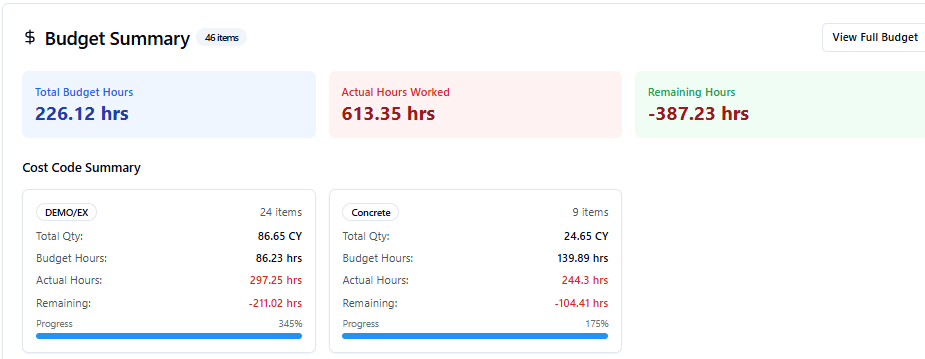 $ Budget Summary 46 items
View Full Budget
Total Budget Hours
226.12 hrs
Actual Hours Worked
613.35 hrs
Remaining Hours
-387.23 hrs
Cost Code Summary
DEMO/EX 24 items
Total Qty: 86.65 CY
Budget Hours: 86.23 hrs
Actual Hours: 297.25 hrs
Remaining: -211.02 hrs
Progress 345%
Concrete 9 items
Total Qty: 24.65 CY
Budget Hours: 139.89 hrs
Actual Hours: 244.3 hrs
Remaining: -104.41 hrs
Progress 175%